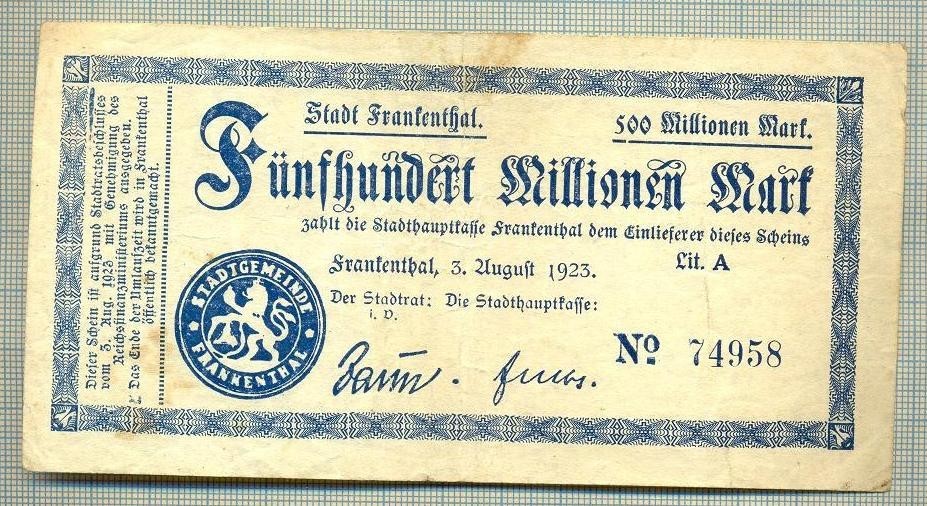 Stadt Frankenthal.
500 Millionen Mark.
Fünfhundert Millionen Mark
zahlt die Stadthauptkasse Frankenthal dem Einlieferer dieses Scheins
Lit. A
Frankenthal, 3. August 1923.
Der Stadtrat: Die Stadthauptkasse:
i. V.
No 74958
STADTGEMEINDE
FRANKENTHAL
Dieser Schein ist aufgrund Stadtratsbeschlusses
vom 3. Aug. 1923 mit Genehmigung des
Reichsfinanzministeriums ausgegeben.
Das Ende der Umlaufszeit wird in Frankenthal
öffentlich bekanntgemacht.